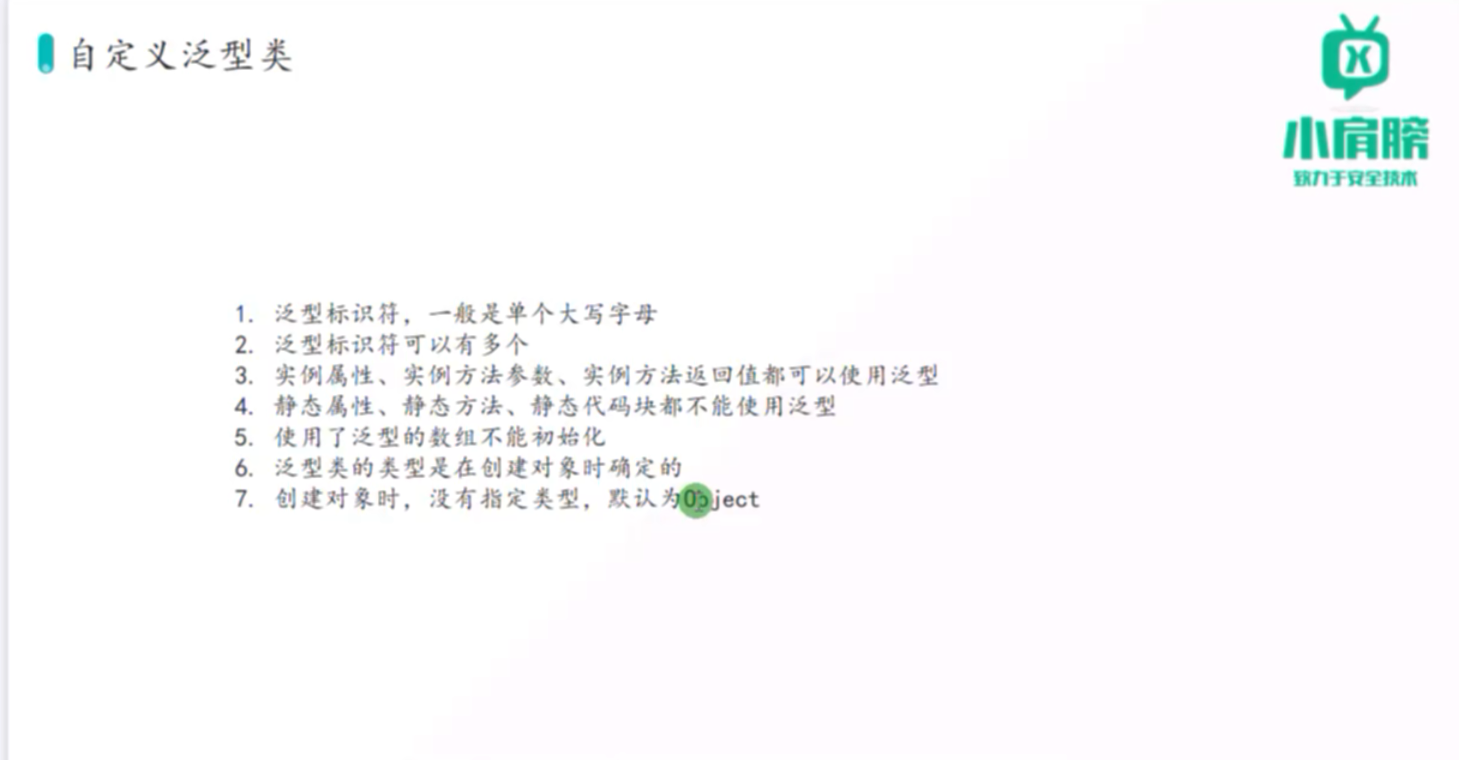 自定义泛型类
X
小肩膀
致力于安全技术
1. 泛型标识符，一般是单个大写字母
2. 泛型标识符可以有多个
3. 实例属性、实例方法参数、实例方法返回值都可以使用泛型
4. 静态属性、静态方法、静态代码块都不能使用泛型
5. 使用了泛型的数组不能初始化
6. 泛型类的类型是在创建对象时确定的
7. 创建对象时，没有指定类型，默认为Object